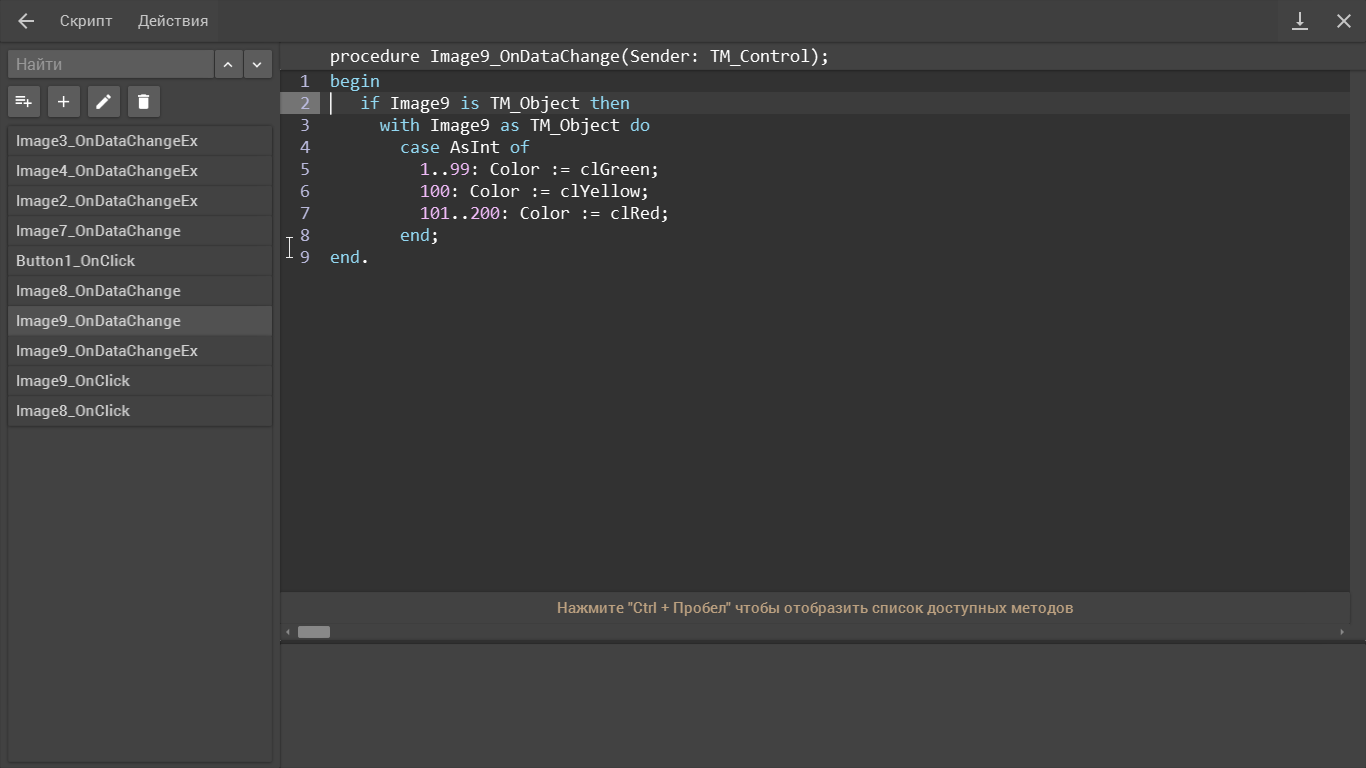 Скрипт Действия
Найти
Image3_OnDataChangeEx
Image4_OnDataChangeEx
Image2_OnDataChangeEx
Image7_OnDataChange
Button1_OnClick
Image8_OnDataChange
Image9_OnDataChange
Image9_OnDataChangeEx
Image9_OnClick
Image8_OnClick
procedure Image9_OnDataChange(Sender: TM_Control);
1 begin
2 if Image9 is TM_Object then
3 with Image9 as TM_Object do
4 case AsInt of
5 1..99: Color := clGreen;
6 100: Color := clYellow;
7 101..200: Color := clRed;
8 end;
9 end.
Нажмите "Ctrl + Пробел" чтобы отобразить список доступных методов